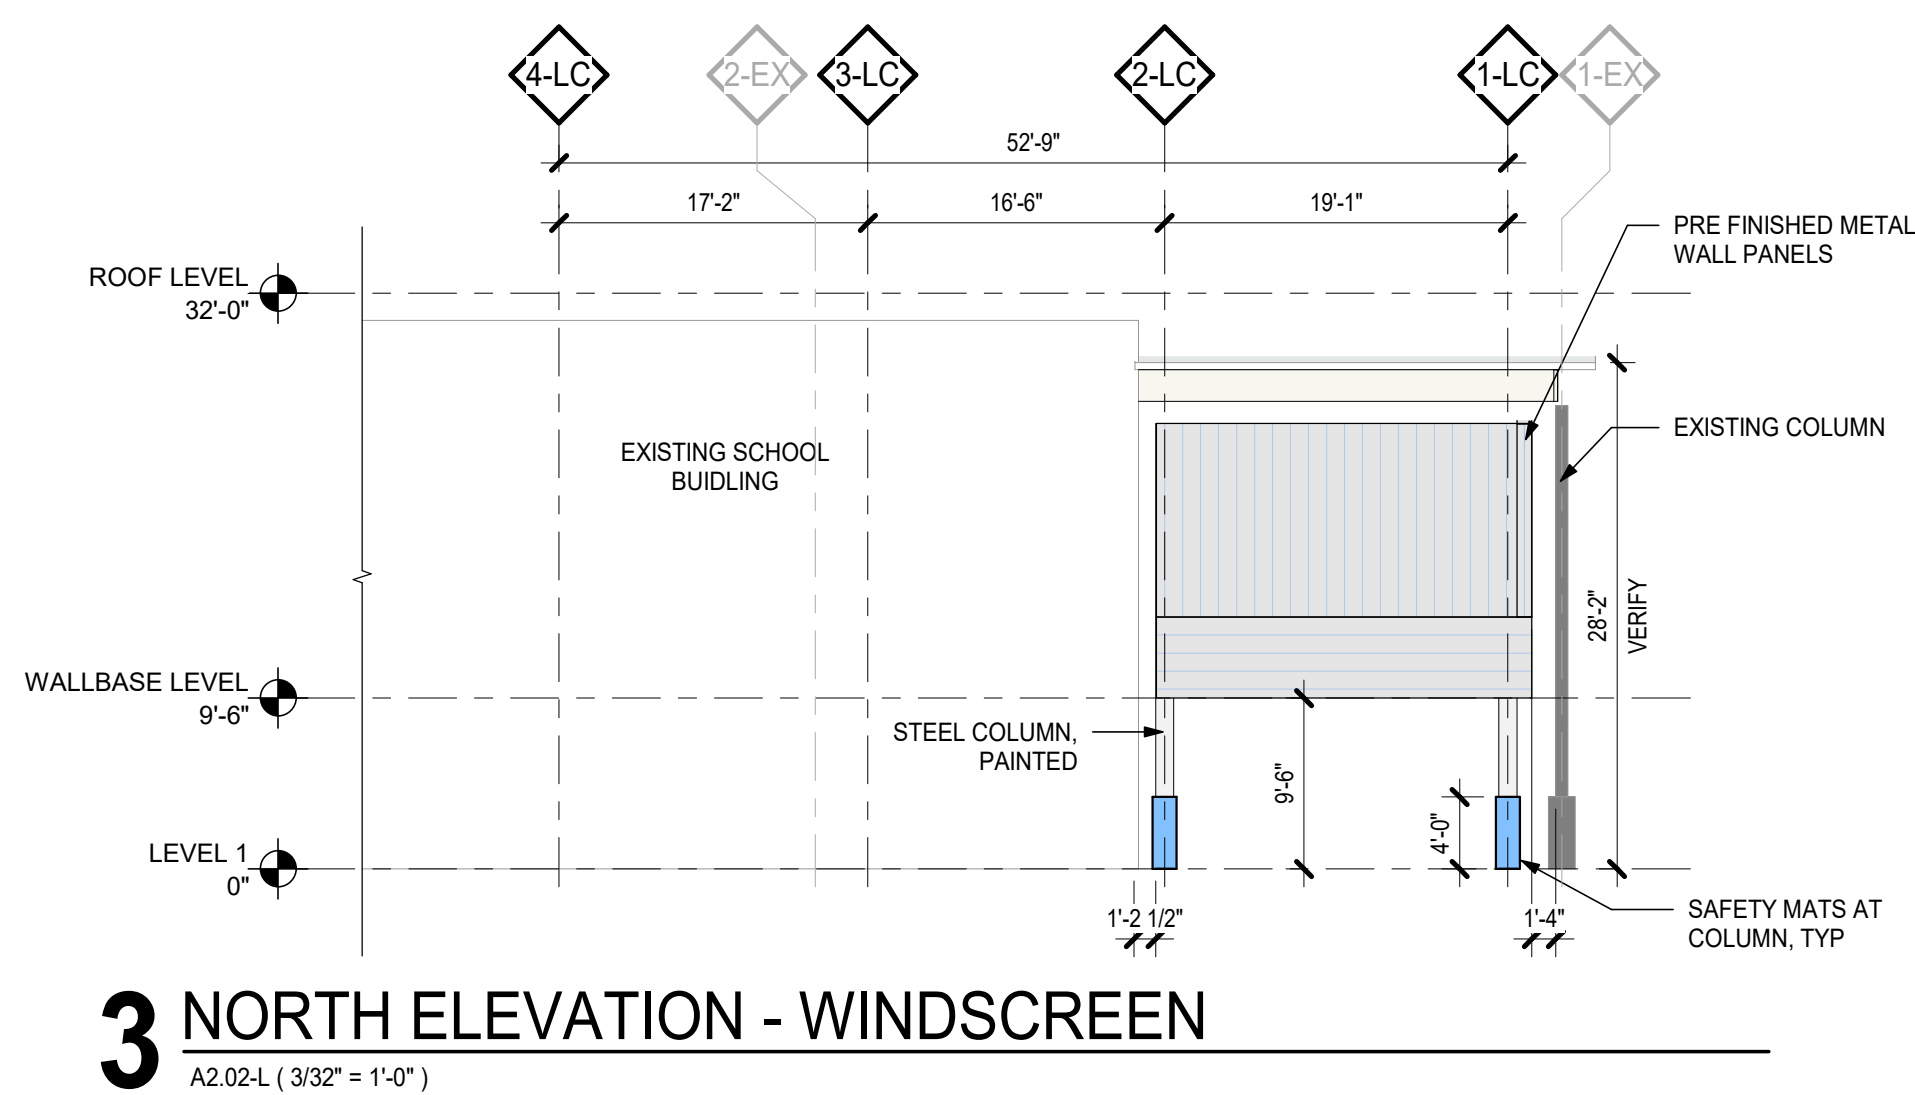 4-LC
2-EX
3-LC
2-LC
1-LC
1-EX
52'-9"
17'-2"
16'-6"
19'-1"
PRE FINISHED METAL
WALL PANELS
ROOF LEVEL
32'-0"
EXISTING COLUMN
EXISTING SCHOOL
BUIDLING
28'-2"
VERIFY
WALLBASE LEVEL
9'-6"
STEEL COLUMN,
PAINTED
9'-6"
4'-0"
LEVEL 1
0"
1'-2 1/2"
1'-4"
SAFETY MATS AT
COLUMN, TYP
3 NORTH ELEVATION - WINDSCREEN
A2.02-L ( 3/32" = 1'-0" )